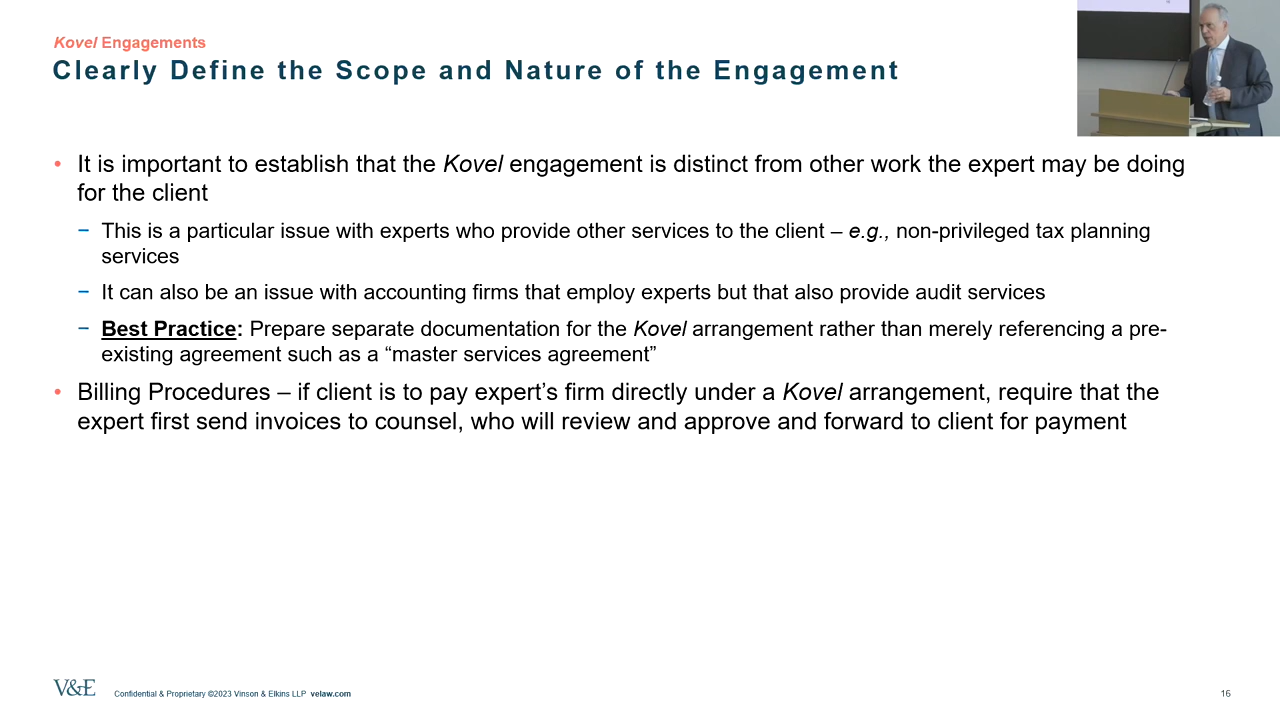 Kovel Engagements
Clearly Define the Scope and Nature of the Engagement
• It is important to establish that the Kovel engagement is distinct from other work the expert may be doing
for the client
− This is a particular issue with experts who provide other services to the client – e.g., non-privileged tax planning
services
− It can also be an issue with accounting firms that employ experts but that also provide audit services
− Best Practice: Prepare separate documentation for the Kovel arrangement rather than merely referencing a pre-
existing agreement such as a “master services agreement”
• Billing Procedures – if client is to pay expert’s firm directly under a Kovel arrangement, require that the
expert first send invoices to counsel, who will review and approve and forward to client for payment
V&E Confidential & Proprietary ©2023 Vinson & Elkins LLP velaw.com 16